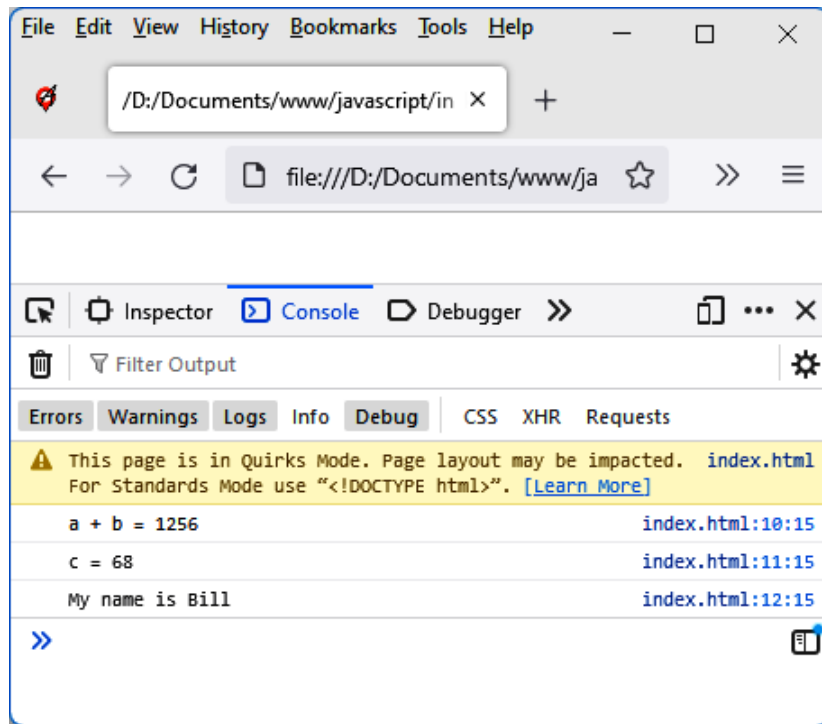 File Edit View History Bookmarks Tools Help
/D:/Documents/www/javascript/in
file:///D:/Documents/www/ja
Inspector Console Debugger
Filter Output
Errors Warnings Logs Info Debug CSS XHR Requests
This page is in Quirks Mode. Page layout may be impacted. index.html
For Standards Mode use “<!DOCTYPE html>”. [Learn More]
a + b = 1256 index.html:10:15
c = 68 index.html:11:15
My name is Bill index.html:12:15